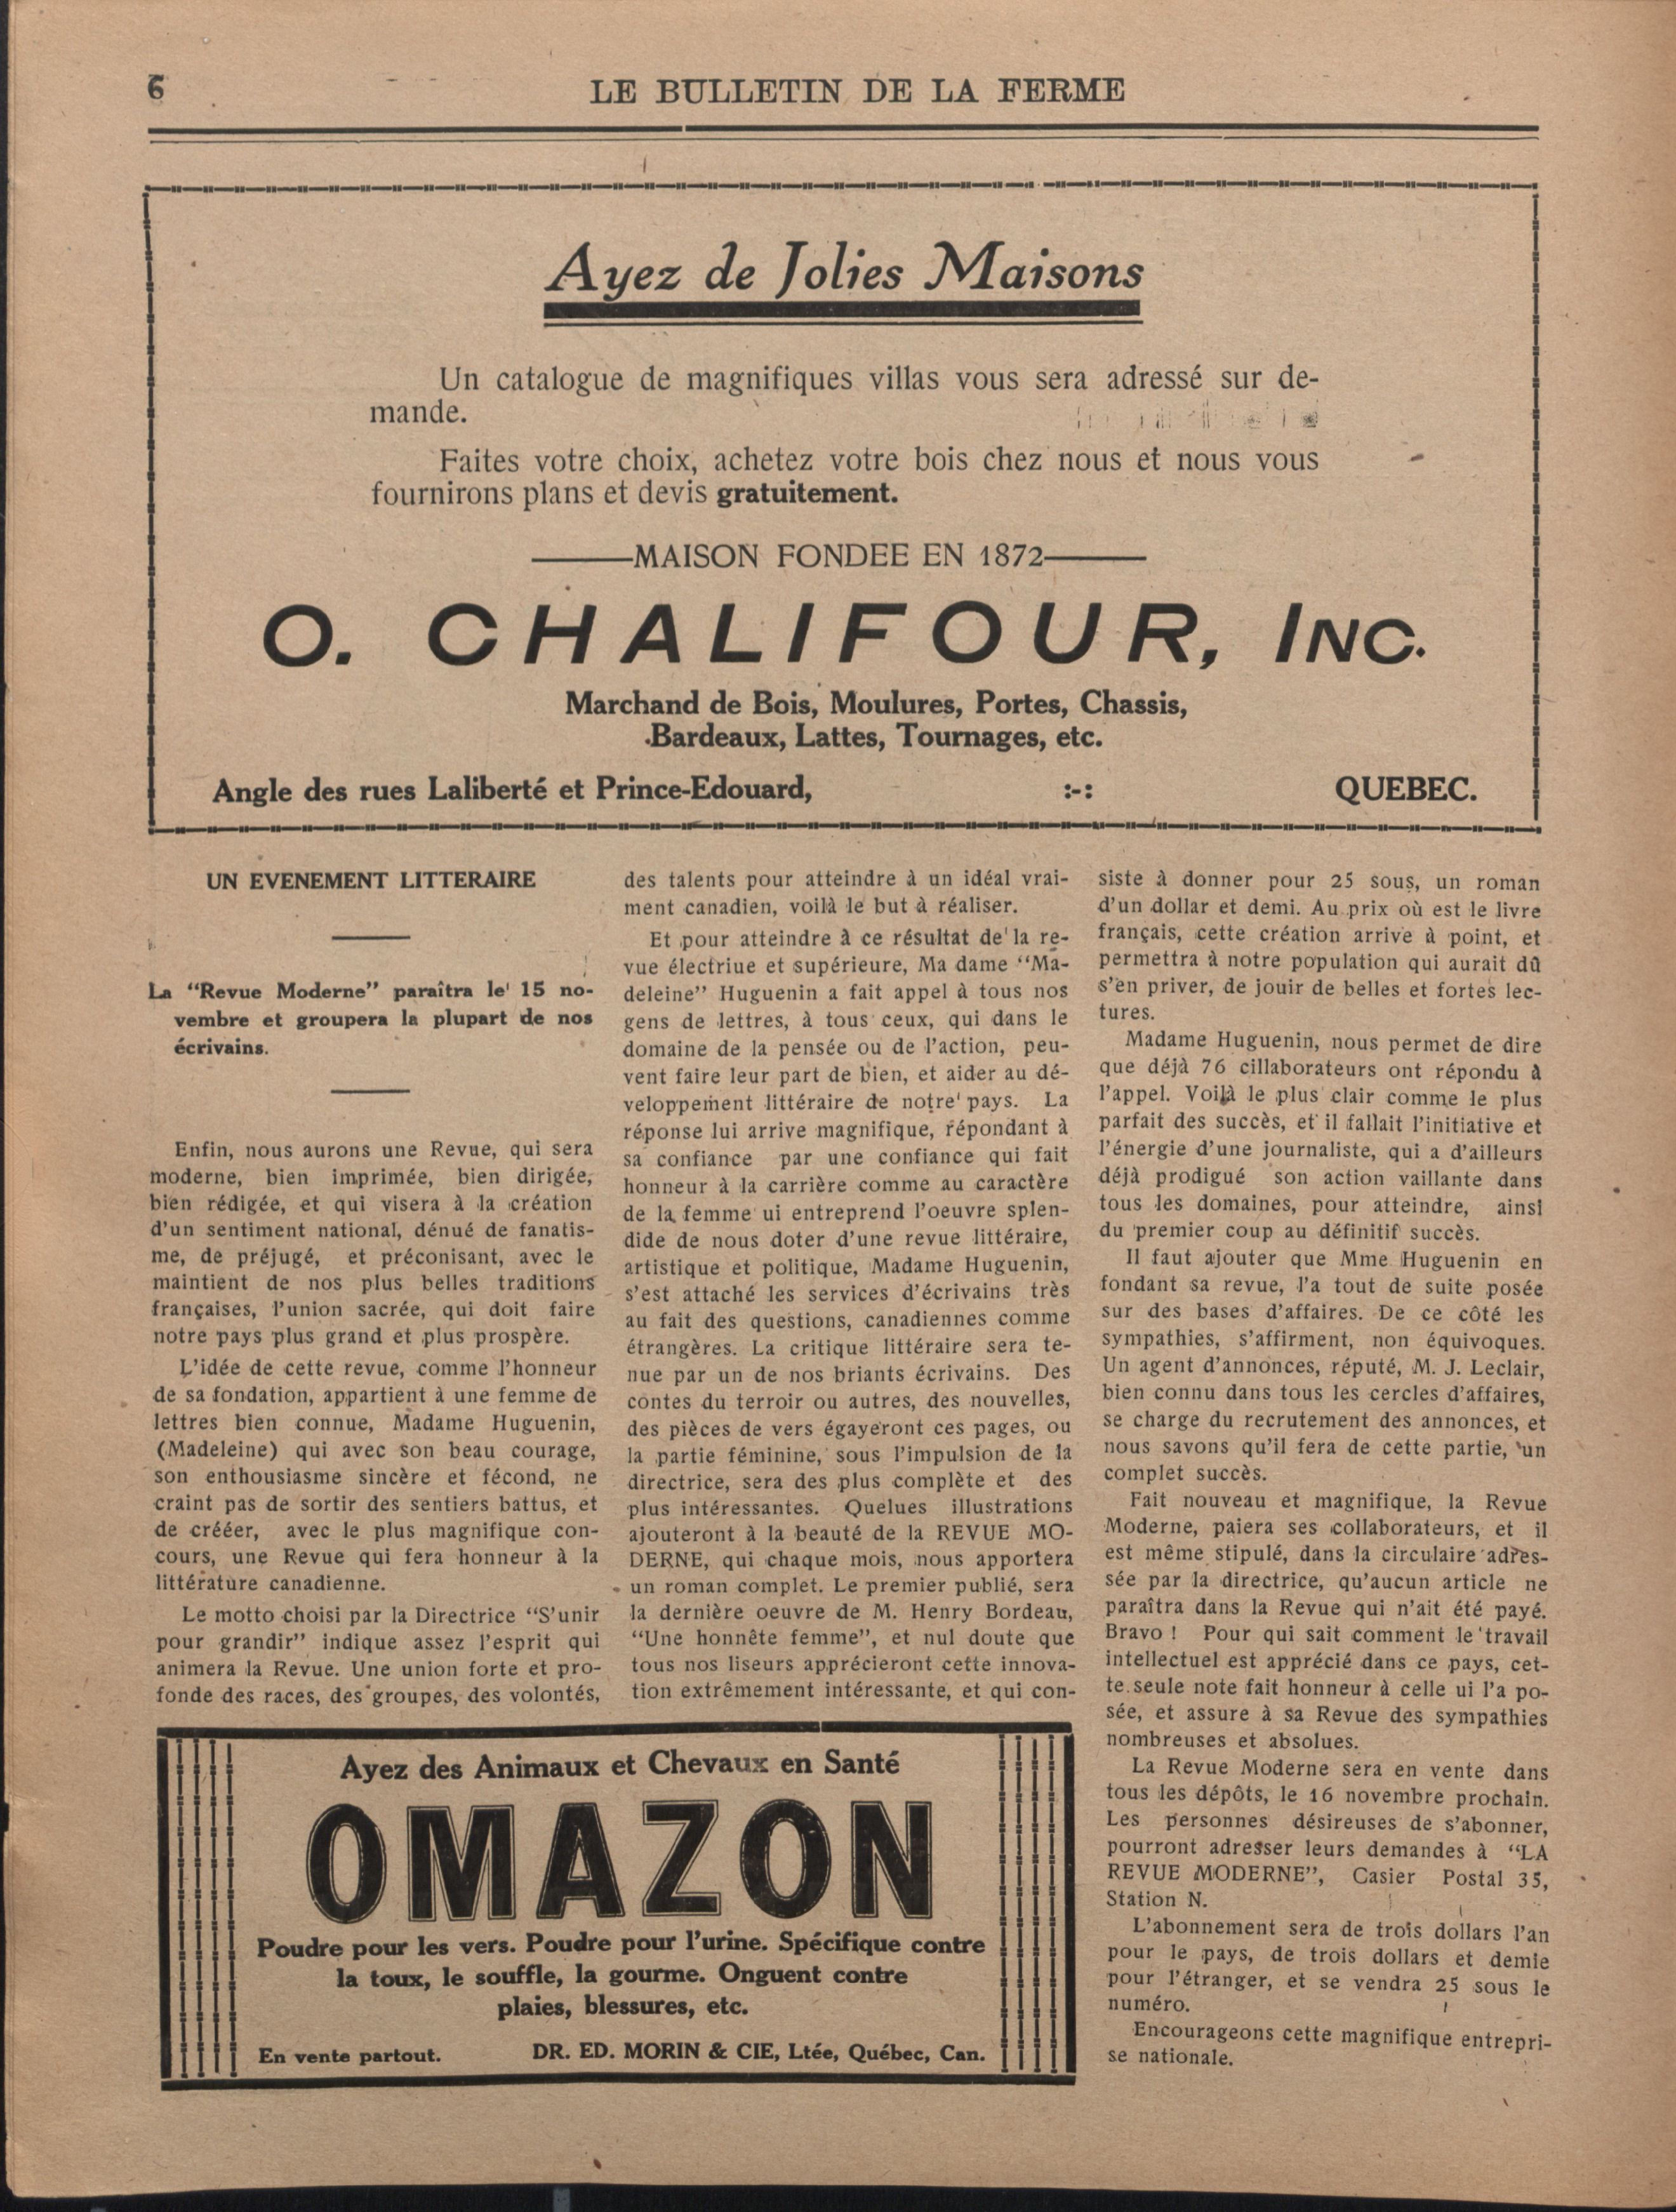 6
LE BULLETIN DE LA FERME
Ayez de Jolies Maisons
Un catalogue de magnifiques villas vous sera adressé sur de-
mande.
Faites votre choix, achetez votre bois chez nous et nous vous
fournirons plans et devis gratuitement.
MAISON FONDEE EN 1872
O. CHALIFOUR, INC.
Marchand de Bois, Moulures, Portes, Chassis,
Bardeaux, Lattes, Tournages, etc.
Angle des rues Laliberté et Prince-Edouard, :-: QUEBEC.
UN EVENEMENT LITTERAIRE
La “Revue Moderne” paraîtra le 15 no-
vembre et groupera la plupart de nos
écrivains.
Enfin, nous aurons une Revue, qui sera
moderne, bien imprimée, bien dirigée,
bien rédigée, et qui visera à la création
d'un sentiment national, dénué de fanatis-
me, de préjugé, et préconisant, avec le
maintient de nos plus belles traditions
françaises, l'union sacrée, qui doit faire
notre pays plus grand et plus prospère.
L'idée de cette revue, comme l'honneur
de sa fondation, appartient à une femme de
lettres bien connue, Madame Huguenin,
(Madeleine) qui avec son beau courage,
son enthousiasme sincère et fécond, ne
craint pas de sortir des sentiers battus, et
de crééer, avec le plus magnifique con-
cours, une Revue qui fera honneur à la
littérature canadienne.
Le motto choisi par la Directrice “S'unir
pour grandir” indique assez l'esprit qui
animera la Revue. Une union forte et pro-
fonde des races, des groupes, des volontés,
des talents pour atteindre à un idéal vrai-
ment canadien, voilà le but à réaliser.
Et pour atteindre à ce résultat de la re-
vue électriue et supérieure, Ma dame “Ma-
deleine” Huguenin a fait appel à tous nos
gens de lettres, à tous ceux, qui dans le
domaine de la pensée ou de l'action, peu-
vent faire leur part de bien, et aider au dé-
veloppement littéraire de notre pays. La
réponse lui arrive magnifique, répondant à
sa confiance par une confiance qui fait
honneur à la carrière comme au caractère
de la femme ui entreprend l'oeuvre splen-
dide de nous doter d'une revue littéraire,
artistique et politique, Madame Huguenin,
s'est attaché les services d'écrivains très
au fait des questions, canadiennes comme
étrangères. La critique littéraire sera te-
nue par un de nos briants écrivains. Des
contes du terroir ou autres, des nouvelles,
des pièces de vers égayeront ces pages, ou
la partie féminine, sous l'impulsion de la
directrice, sera des plus complète et des
plus intéressantes. Quelues illustrations
ajouteront à la beauté de la REVUE MO-
DERNE, qui chaque mois, nous apportera
un roman complet. Le premier publié, sera
la dernière oeuvre de M. Henry Bordeau,
“Une honnête femme”, et nul doute que
tous nos liseurs apprécieront cette innova-
tion extrêmement intéressante, et qui con-
siste à donner pour 25 sous, un roman
d'un dollar et demi. Au prix où est le livre
français, cette création arrive à point, et
permettra à notre population qui aurait dû
s'en priver, de jouir de belles et fortes lec-
tures.
Madame Huguenin, nous permet de dire
que déjà 76 cillaborateurs ont répondu à
l'appel. Voilà le plus clair comme le plus
parfait des succès, et il fallait l'initiative et
l'énergie d'une journaliste, qui a d'ailleurs
déjà prodigué son action vaillante dans
tous les domaines, pour atteindre, ainsi
du premier coup au définitif succès.
Il faut ajouter que Mme Huguenin en
fondant sa revue, l'a tout de suite posée
sur des bases d'affaires. De ce côté les
sympathies, s'affirment, non équivoques.
Un agent d'annonces, réputé, M. J. Leclair,
bien connu dans tous les cercles d'affaires,
se charge du recrutement des annonces, et
nous savons qu'il fera de cette partie, un
complet succès.
Fait nouveau et magnifique, la Revue
Moderne, paiera ses collaborateurs, et il
est même stipulé, dans la circulaire adres-
sée par la directrice, qu'aucun article ne
paraîtra dans la Revue qui n'ait été payé.
Bravo ! Pour qui sait comment le travail
intellectuel est apprécié dans ce pays, cet-
te seule note fait honneur à celle ui l'a po-
sée, et assure à sa Revue des sympathies
nombreuses et absolues.
La Revue Moderne sera en vente dans
tous les dépôts, le 16 novembre prochain.
Les personnes désireuses de s'abonner,
pourront adresser leurs demandes à “LA
REVUE MODERNE”, Casier Postal 35,
Station N.
L'abonnement sera de trois dollars l'an
pour le pays, de trois dollars et demie
pour l'étranger, et se vendra 25 sous le
numéro.
Encourageons cette magnifique entrepri-
se nationale.
Ayez des Animaux et Chevaux en Santé
OMAZON
Poudre pour les vers. Poudre pour l'urine. Spécifique contre
la toux, le souffle, la gourme. Onguent contre
plaies, blessures, etc.
En vente partout. DR. ED. MORIN & CIE, Ltée, Québec, Can.